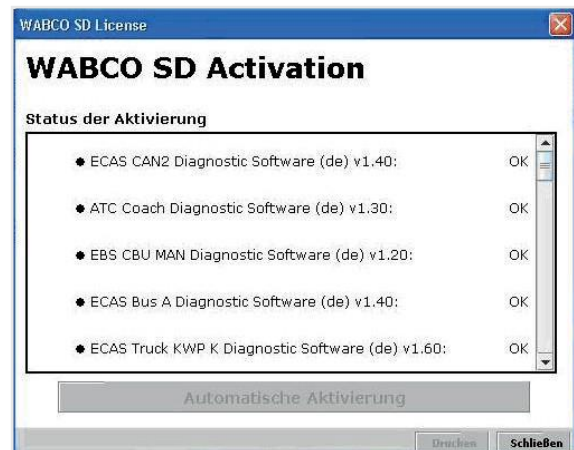 WABCO SD License
WABCO SD Activation
Status der Aktivierung
● ECAS CAN2 Diagnostic Software (de) v1.40: OK
● ATC Coach Diagnostic Software (de) v1.30: OK
● EBS CBU MAN Diagnostic Software (de) v1.20: OK
● ECAS Bus A Diagnostic Software (de) v1.40: OK
● ECAS Truck KWP K Diagnostic Software (de) v1.60: OK
Automatische Aktivierung
Drucken Schließen